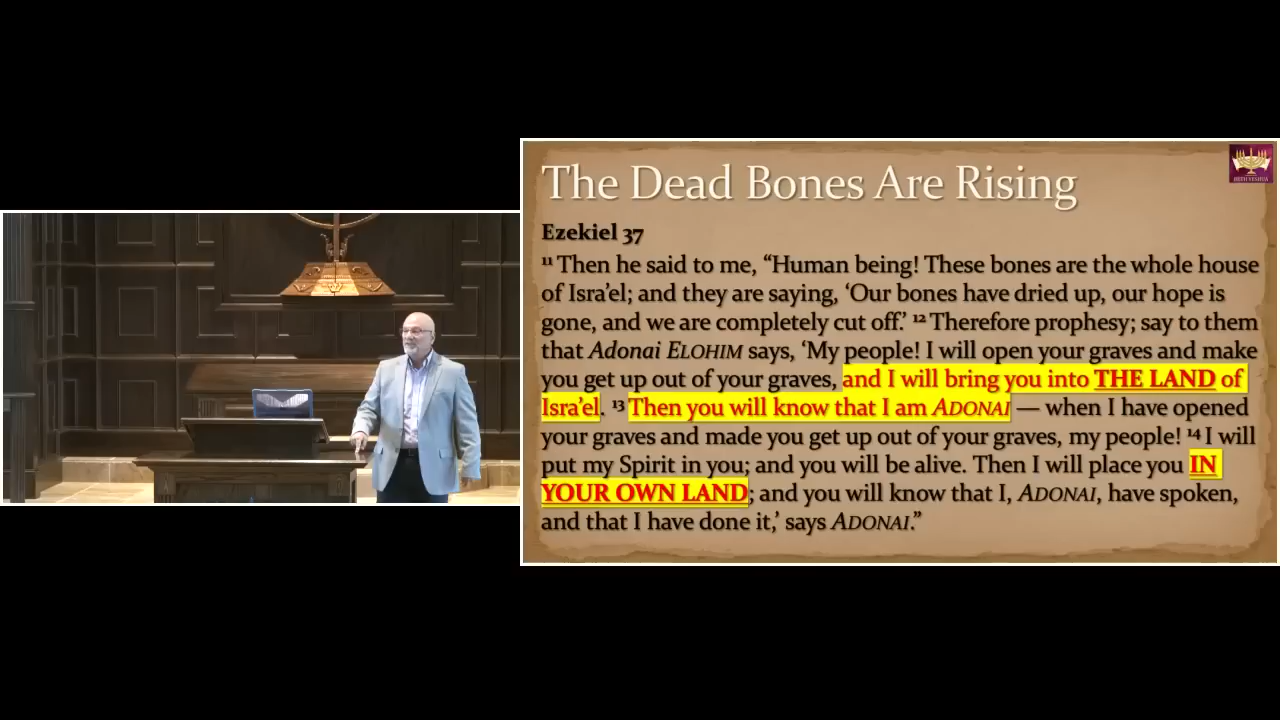 The Dead Bones Are Rising
BETH YESHUA
Ezekiel 37
¹¹ Then he said to me, “Human being! These bones are the whole house
of Isra’el; and they are saying, ‘Our bones have dried up, our hope is
gone, and we are completely cut off.’ ¹² Therefore prophesy; say to them
that Adonai ELOHIM says, ‘My people! I will open your graves and make
you get up out of your graves, and I will bring you into THE LAND of
Isra’el. ¹³ Then you will know that I am ADONAI — when I have opened
your graves and made you get up out of your graves, my people! ¹⁴ I will
put my Spirit in you; and you will be alive. Then I will place you IN
YOUR OWN LAND; and you will know that I, ADONAI, have spoken,
and that I have done it,’ says ADONAI.”